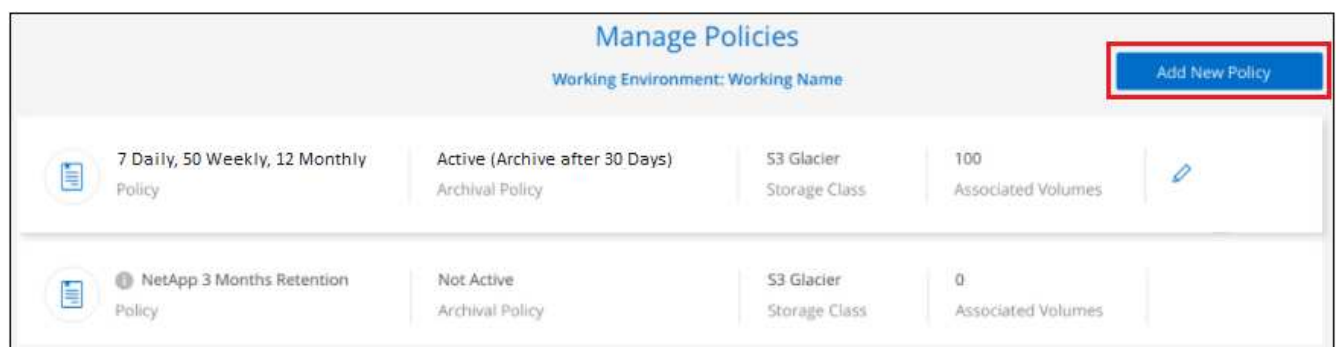 Manage Policies
Working Environment: Working Name
Add New Policy
7 Daily, 50 Weekly, 12 Monthly
Policy
Active (Archive after 30 Days)
Archival Policy
S3 Glacier
Storage Class
100
Associated Volumes
NetApp 3 Months Retention
Policy
Not Active
Archival Policy
S3 Glacier
Storage Class
0
Associated Volumes